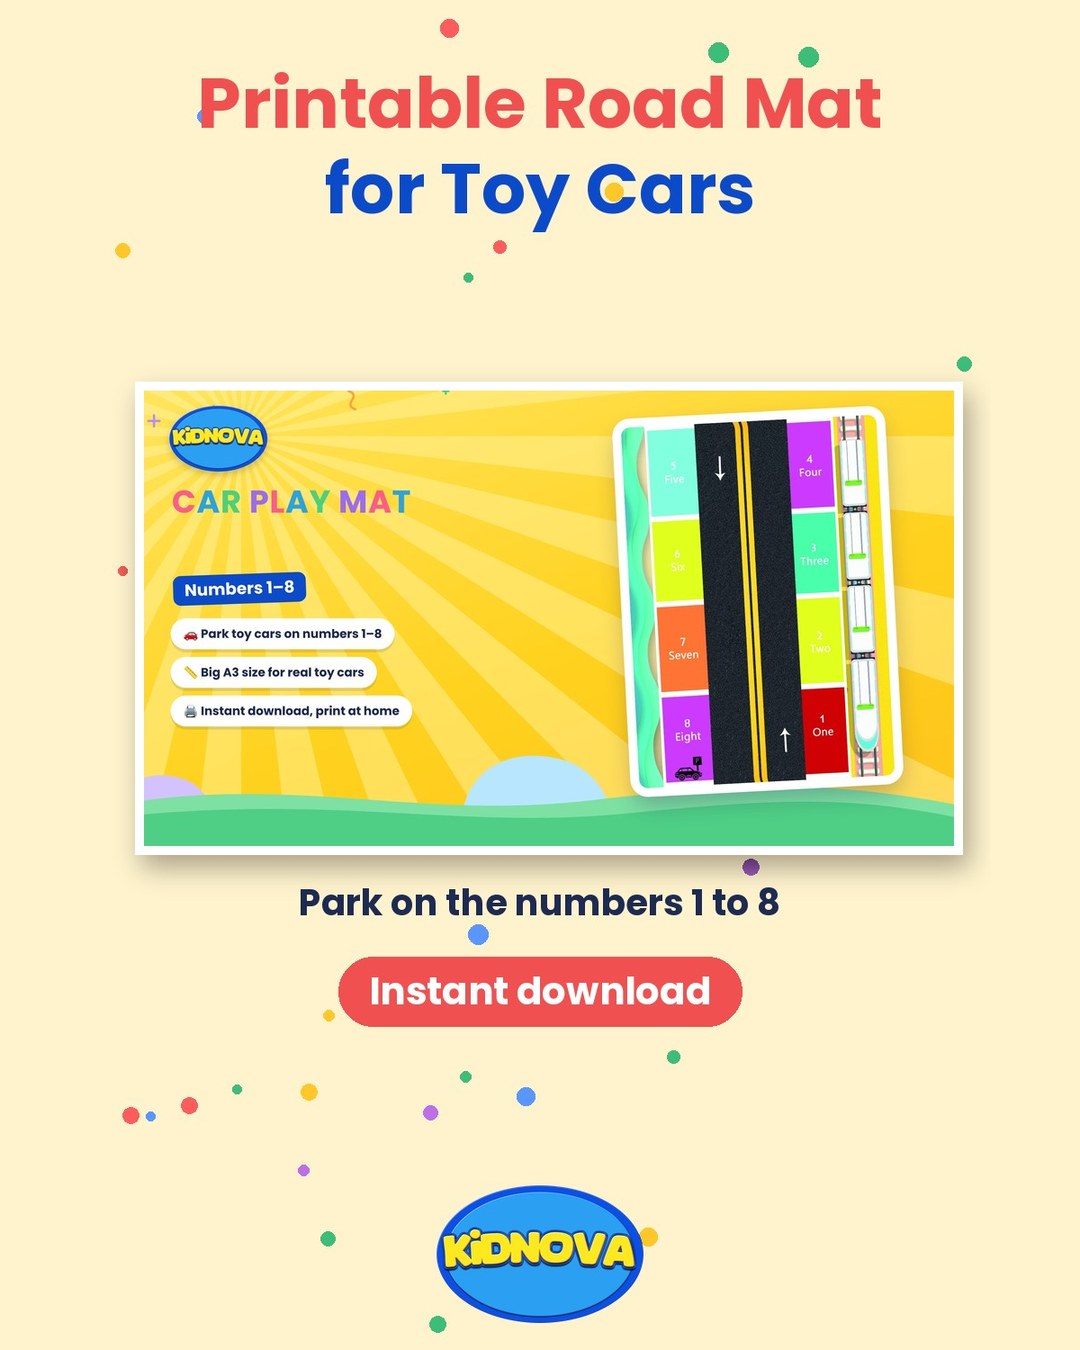 Printable Road Mat
for Toy Cars
KiDNOVA
CAR PLAY MAT
Numbers 1–8
Park toy cars on numbers 1–8
Big A3 size for real toy cars
Instant download, print at home
5
Five
4
Four
6
Six
3
Three
7
Seven
2
Two
8
Eight
1
One
P
Park on the numbers 1 to 8
Instant download
KiDNOVA